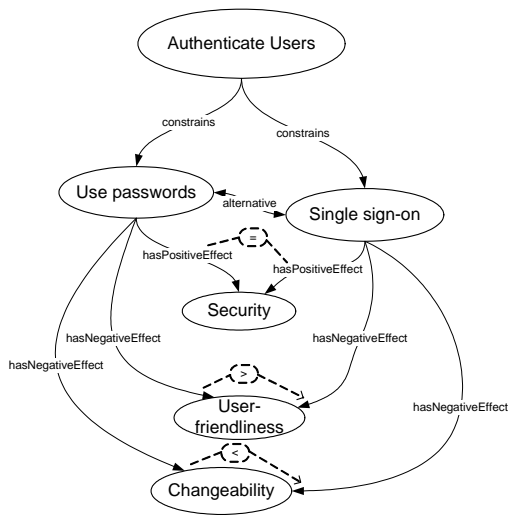 Authenticate Users
constrains
constrains
Use passwords
alternative
Single sign-on
=
hasPositiveEffect
hasPositiveEffect
Security
hasNegativeEffect
hasNegativeEffect
hasNegativeEffect
>
User-
friendliness
hasNegativeEffect
<
Changeability